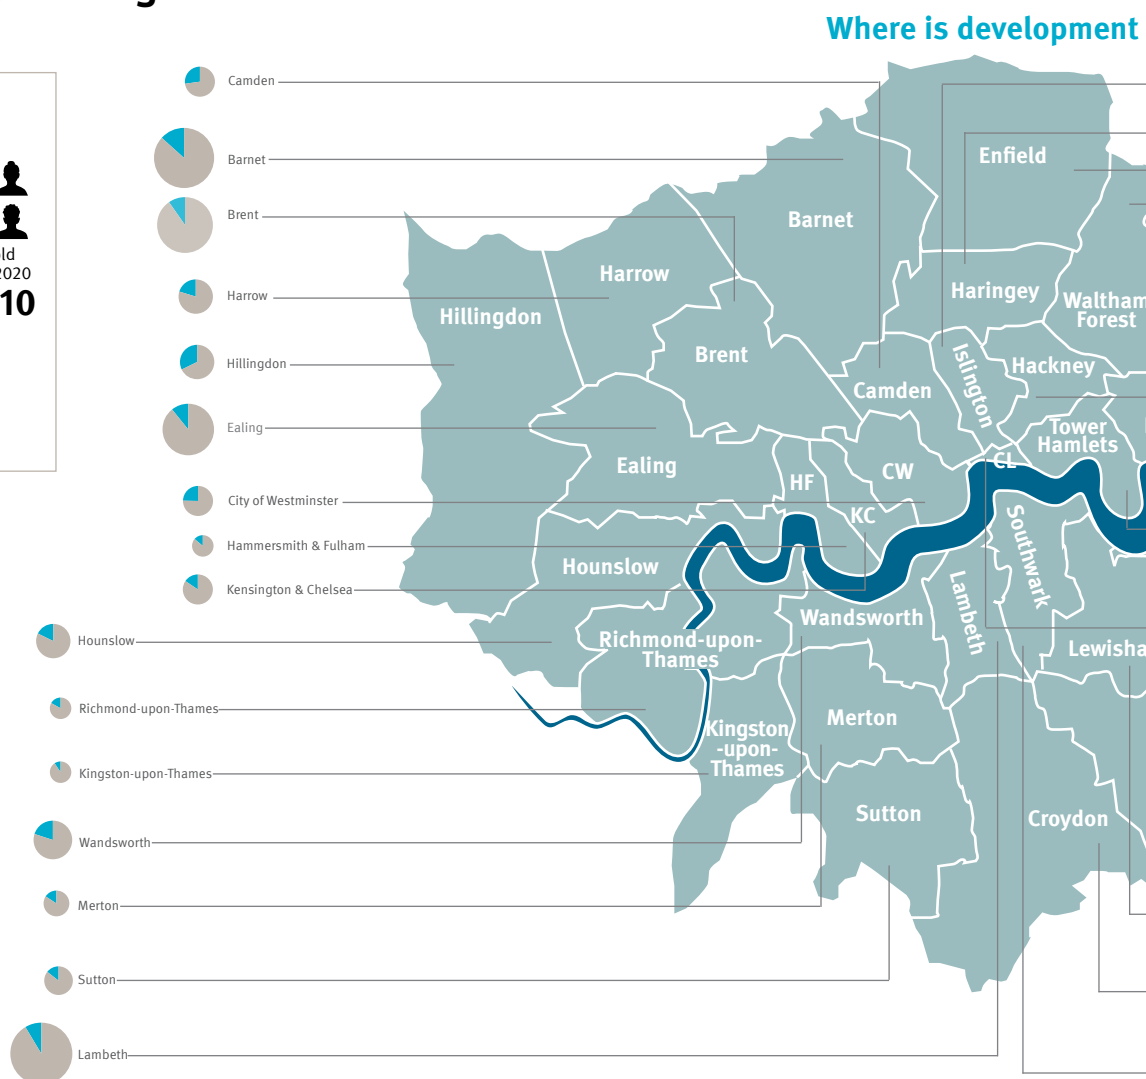 Where is development
ld
2020
10
Camden
Barnet
Brent
Harrow
Hillingdon
Ealing
City of Westminster
Hammersmith & Fulham
Kensington & Chelsea
Hounslow
Richmond-upon-Thames
Kingston-upon-Thames
Wandsworth
Merton
Sutton
Lambeth
Enfield
Barnet
Harrow
Haringey
Hillingdon
Waltham
Forest
Brent
Islington
Hackney
Camden
Tower
Hamlets
Ealing
CL
CW
HF
KC
Southwark
Hounslow
Lambeth
Wandsworth
Richmond-upon-
Thames
Lewisha
Merton
Kingston
-upon-
Thames
Sutton
Croydon